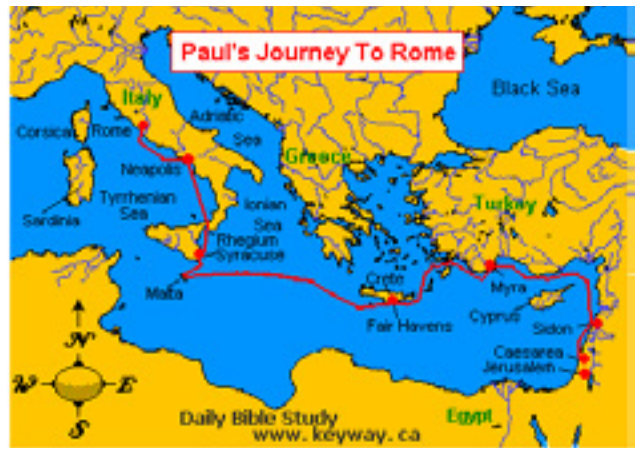 Paul's Journey To Rome
Black Sea
Italy
Adriatic
Sea
Corsica
Rome
Greece
Neapolis
Turkey
Tyrrhenian
Sea
Ionian
Sea
Sardinia
Rhegium
Syracuse
Crete
Malta
Myra
Cyprus
Fair Havens
Sidon
N
Caesarea
Jerusalem
W
E
S
Daily Bible Study
www.keyway.ca
Egypt